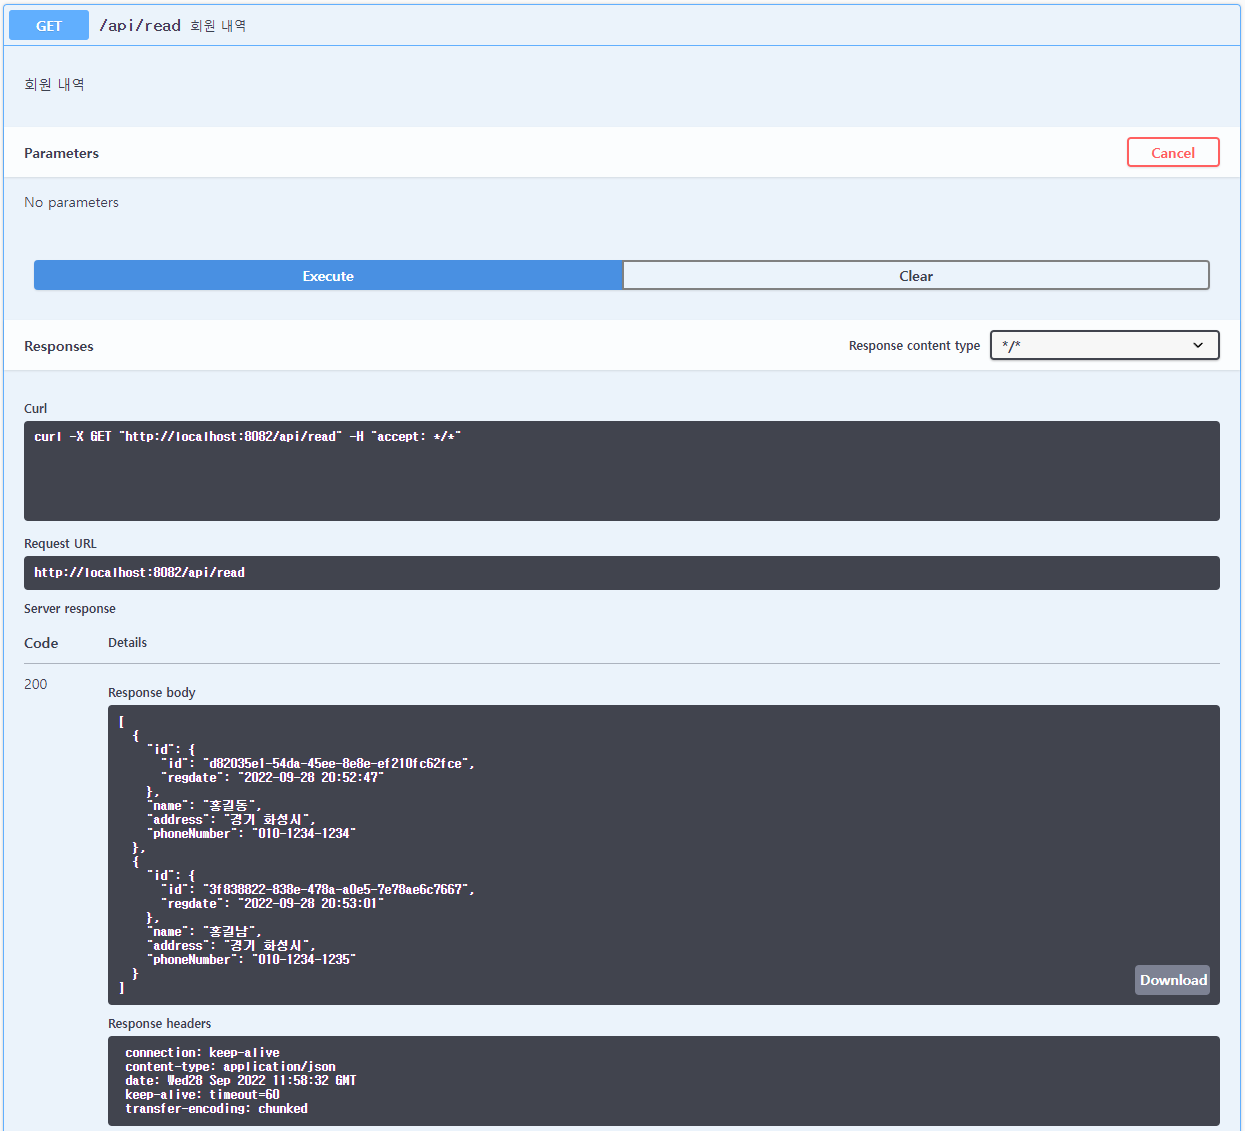 GET /api/read 회원 내역
회원 내역
Parameters Cancel
No parameters
Execute Clear
Responses Response content type */*
Curl
curl -X GET "http://localhost:8082/api/read" -H "accept: */*"
Request URL
http://localhost:8082/api/read
Server response
Code Details
200
Response body
[
  {
    "id": {
      "id": "d82035e1-54da-45ee-8e8e-ef210fc62fce",
      "regdate": "2022-09-28 20:52:47"
    },
    "name": "홍길동",
    "address": "경기 화성시",
    "phoneNumber": "010-1234-1234"
  },
  {
    "id": {
      "id": "3f838822-838e-478a-a0e5-7e78ae6c7667",
      "regdate": "2022-09-28 20:53:01"
    },
    "name": "홍길남",
    "address": "경기 화성시",
    "phoneNumber": "010-1234-1235"
  }
]
Download
Response headers
connection: keep-alive
content-type: application/json
date: Wed28 Sep 2022 11:58:32 GMT
keep-alive: timeout=60
transfer-encoding: chunked